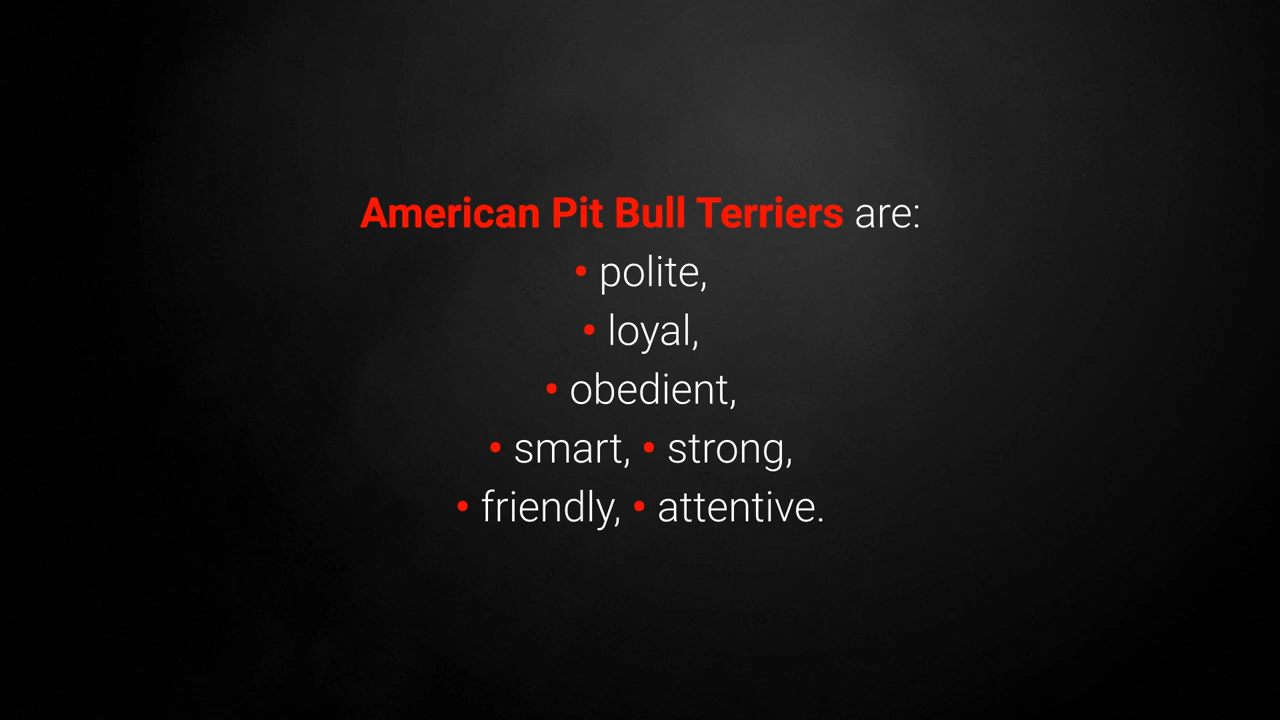 American Pit Bull Terriers are:
• polite,
• loyal,
• obedient,
• smart, • strong,
• friendly, • attentive.